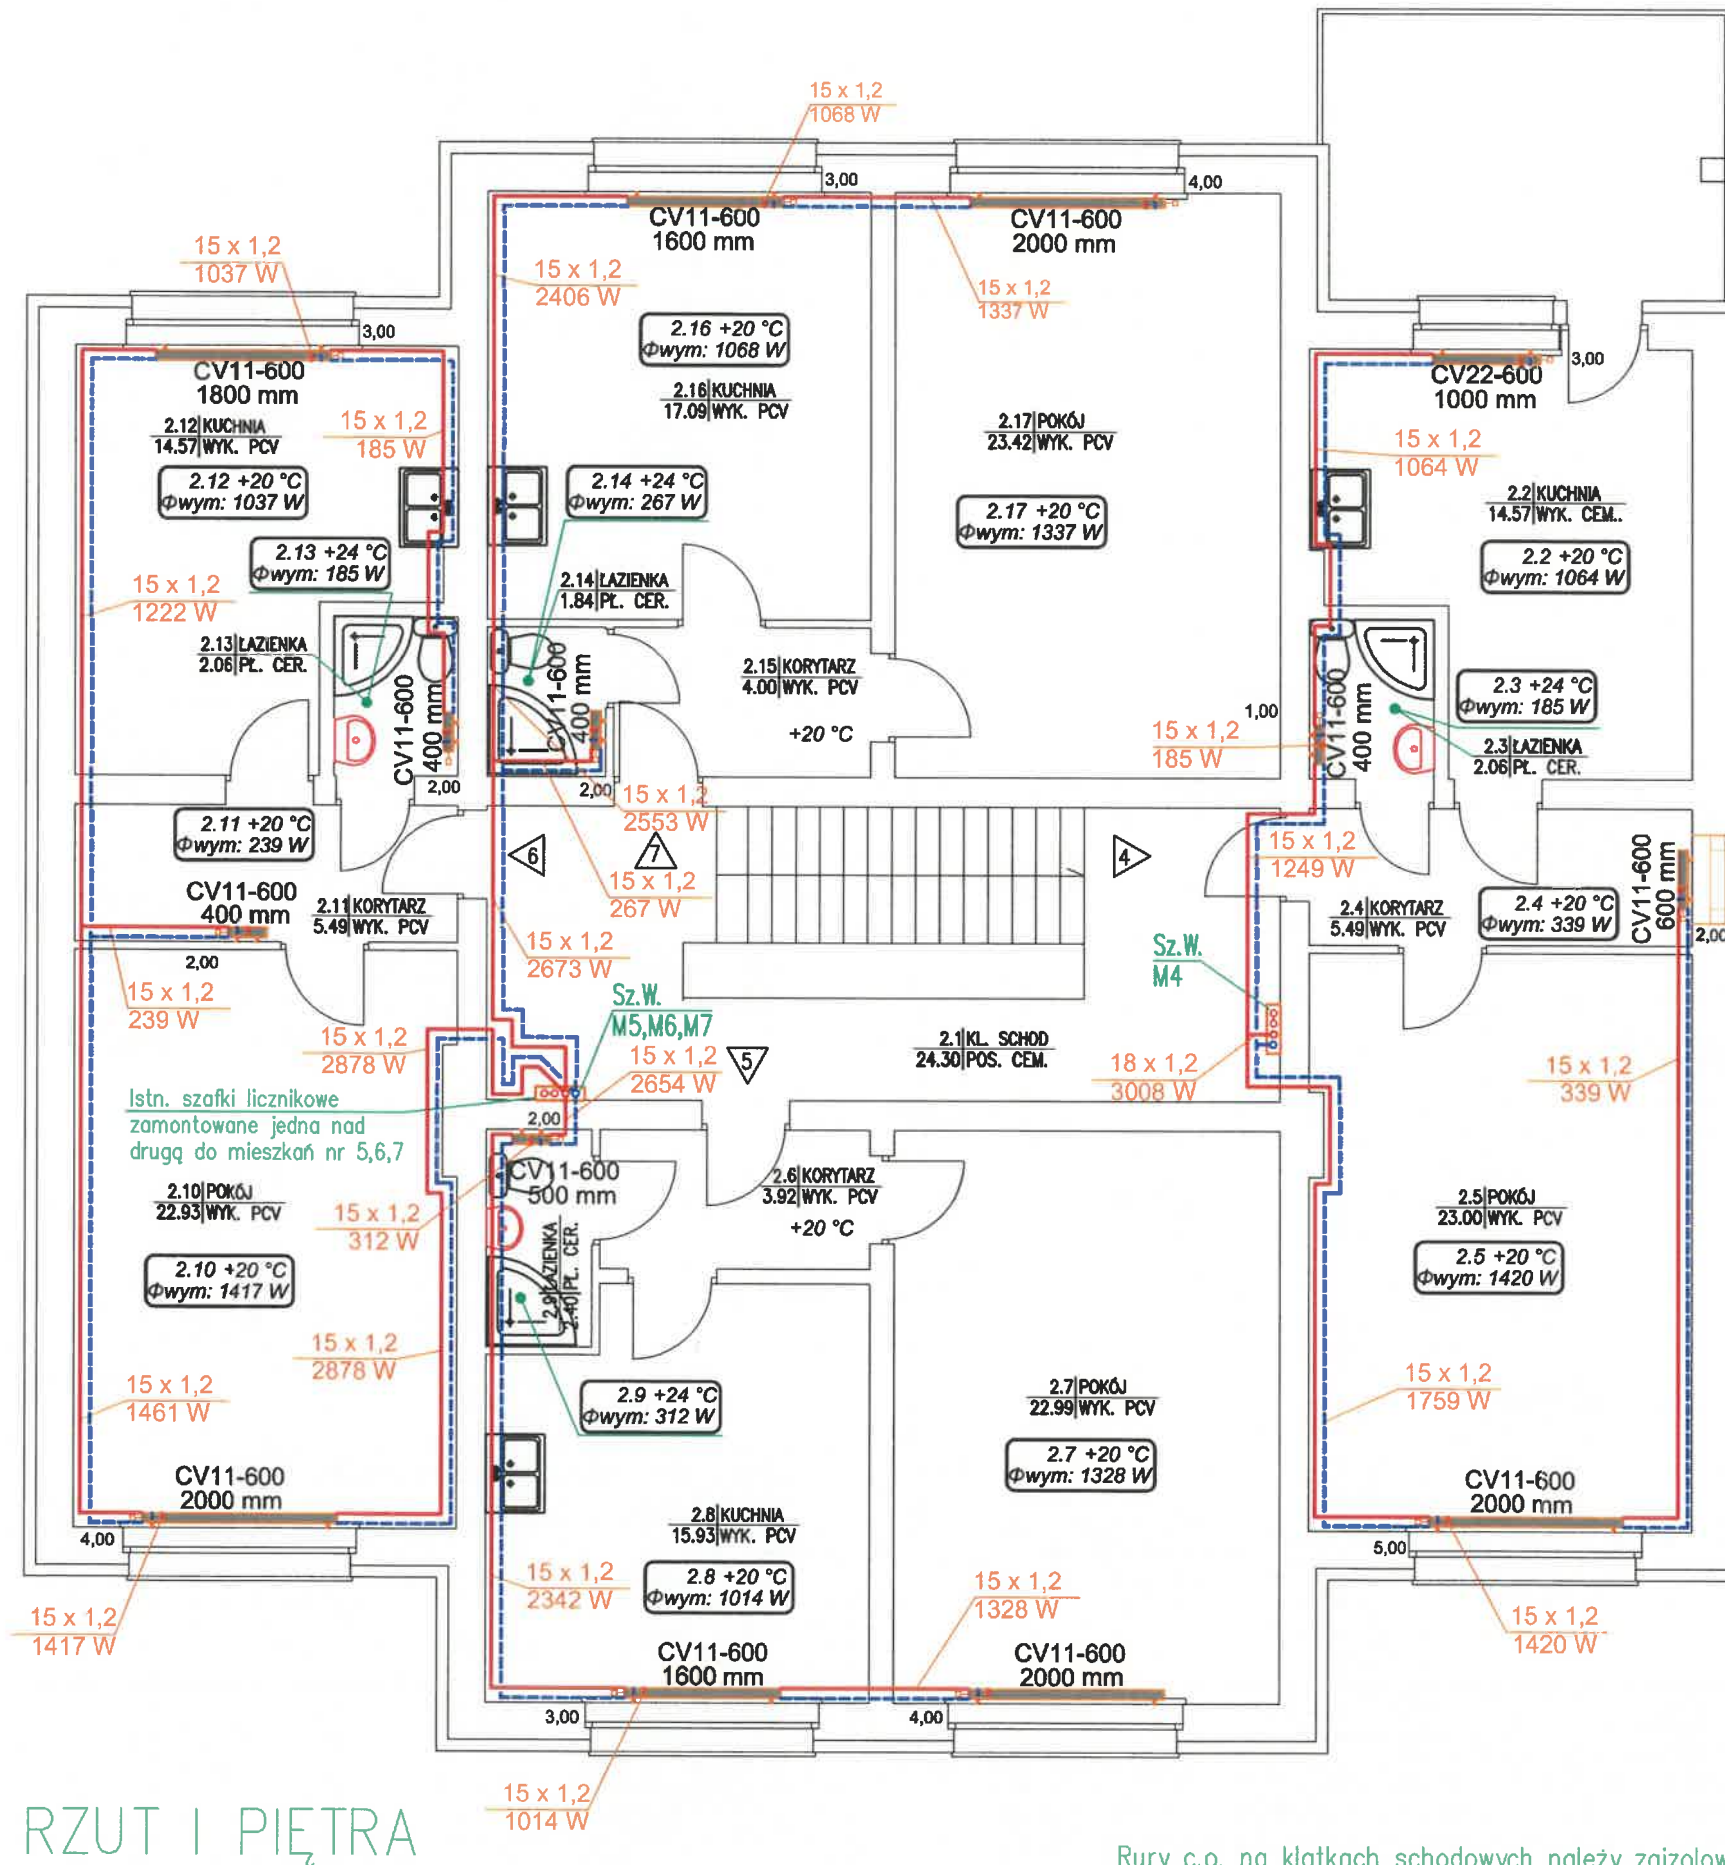 15 x 1,2
1068 W
3,00
4,00
CV11-600
1600 mm
CV11-600
2000 mm
15 x 1,2
1037 W
15 x 1,2
2406 W
15 x 1,2
1337 W
3,00
2.16 +20 °C
Φwym: 1068 W
3,00
CV11-600
1800 mm
CV22-600
1000 mm
2.16 KUCHNIA
17.09 WYK. PCV
2.12 KUCHNIA
14.57 WYK. PCV
15 x 1,2
185 W
2.17 POKÓJ
23.42 WYK. PCV
15 x 1,2
1064 W
2.12 +20 °C
Φwym: 1037 W
2.14 +24 °C
Φwym: 267 W
2.17 +20 °C
Φwym: 1337 W
2.2 KUCHNIA
14.57 WYK. CEM..
2.13 +24 °C
Φwym: 185 W
2.2 +20 °C
Φwym: 1064 W
15 x 1,2
1222 W
2.14 ŁAZIENKA
1.84 PŁ. CER.
2.13 ŁAZIENKA
2.06 PŁ. CER.
2.15 KORYTARZ
4.00 WYK. PCV
+20 °C
CV11-600
400 mm
CV11-600
400 mm
CV11-600
400 mm
2.3 +24 °C
Φwym: 185 W
1,00
15 x 1,2
185 W
2.3 ŁAZIENKA
2.06 PŁ. CER.
2,00
2,00
15 x 1,2
2553 W
2.11 +20 °C
Φwym: 239 W
6
7
4
15 x 1,2
1249 W
CV11-600
600 mm
CV11-600
400 mm
2.11 KORYTARZ
5.49 WYK. PCV
15 x 1,2
267 W
2.4 KORYTARZ
5.49 WYK. PCV
2.4 +20 °C
Φwym: 339 W
2,00
2,00
15 x 1,2
2673 W
Sz.W.
M4
15 x 1,2
239 W
Sz.W.
M5,M6,M7
15 x 1,2
2878 W
15 x 1,2
2654 W
5
2.1 KL. SCHOD
24.30 POS. CEM.
18 x 1,2
3008 W
15 x 1,2
339 W
Istn. szafki licznikowe
zamontowane jedna nad
drugą do mieszkań nr 5,6,7
2,00
CV11-600
500 mm
2.6 KORYTARZ
3.92 WYK. PCV
+20 °C
2.10 POKÓJ
22.93 WYK. PCV
15 x 1,2
312 W
2.5 POKÓJ
23.00 WYK. PCV
2.9 ŁAZIENKA
2.40 PŁ. CER.
2.10 +20 °C
Φwym: 1417 W
2.5 +20 °C
Φwym: 1420 W
15 x 1,2
2878 W
15 x 1,2
1461 W
2.9 +24 °C
Φwym: 312 W
2.7 POKÓJ
22.99 WYK. PCV
15 x 1,2
1759 W
2.7 +20 °C
Φwym: 1328 W
CV11-600
2000 mm
CV11-600
2000 mm
2.8 KUCHNIA
15.93 WYK. PCV
4,00
5,00
15 x 1,2
2342 W
2.8 +20 °C
Φwym: 1014 W
15 x 1,2
1328 W
15 x 1,2
1417 W
15 x 1,2
1420 W
CV11-600
1600 mm
CV11-600
2000 mm
3,00
4,00
15 x 1,2
1014 W
RZUT I PIĘTRA
Rury c.o. na klatkach schodowych należy zaizolow